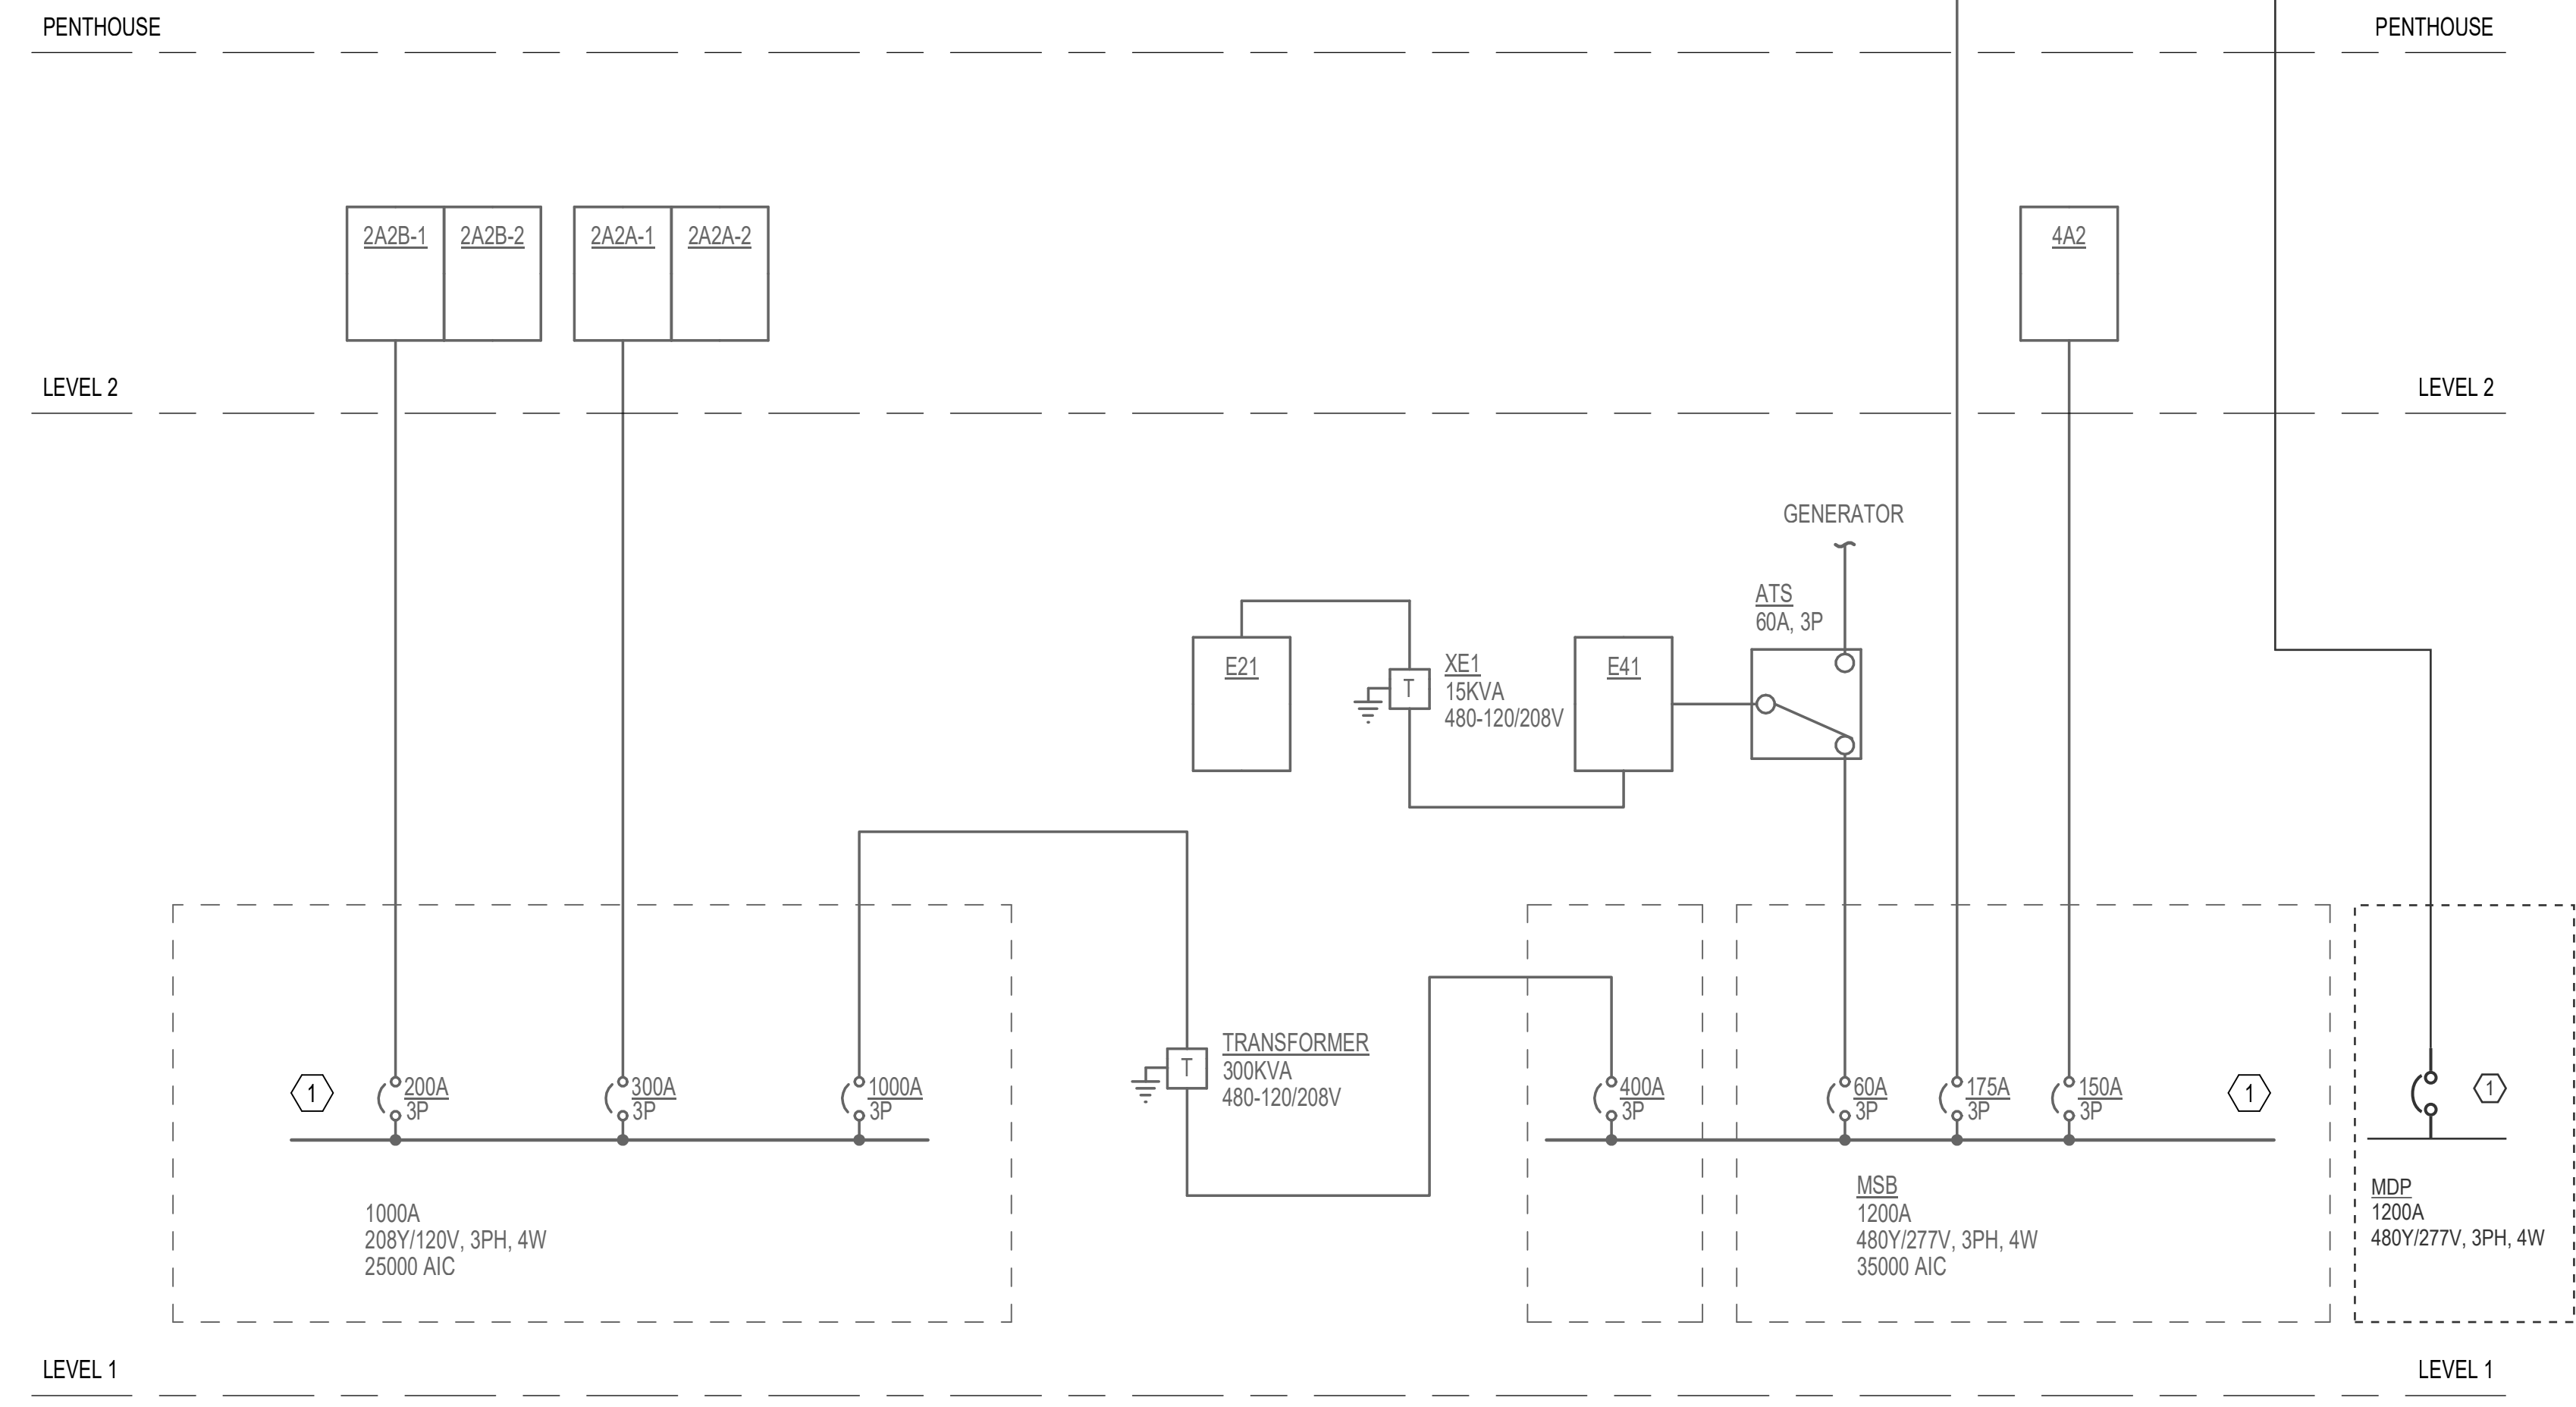 PENTHOUSE
PENTHOUSE
2A2B-1
2A2B-2
2A2A-1
2A2A-2
4A2
LEVEL 2
LEVEL 2
GENERATOR
ATS
60A, 3P
E21
XE1
15KVA
480-120/208V
T
E41
TRANSFORMER
300KVA
480-120/208V
T
1
200A
3P
300A
3P
1000A
3P
400A
3P
60A
3P
175A
3P
150A
3P
1
1
1000A
208Y/120V, 3PH, 4W
25000 AIC
MSB
1200A
480Y/277V, 3PH, 4W
35000 AIC
MDP
1200A
480Y/277V, 3PH, 4W
LEVEL 1
LEVEL 1